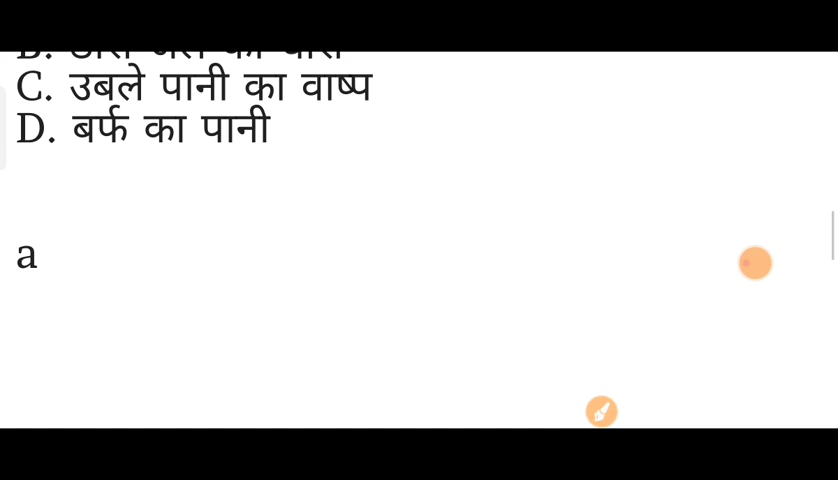 C. उबले पानी का वाष्प
D. बर्फ का पानी
a